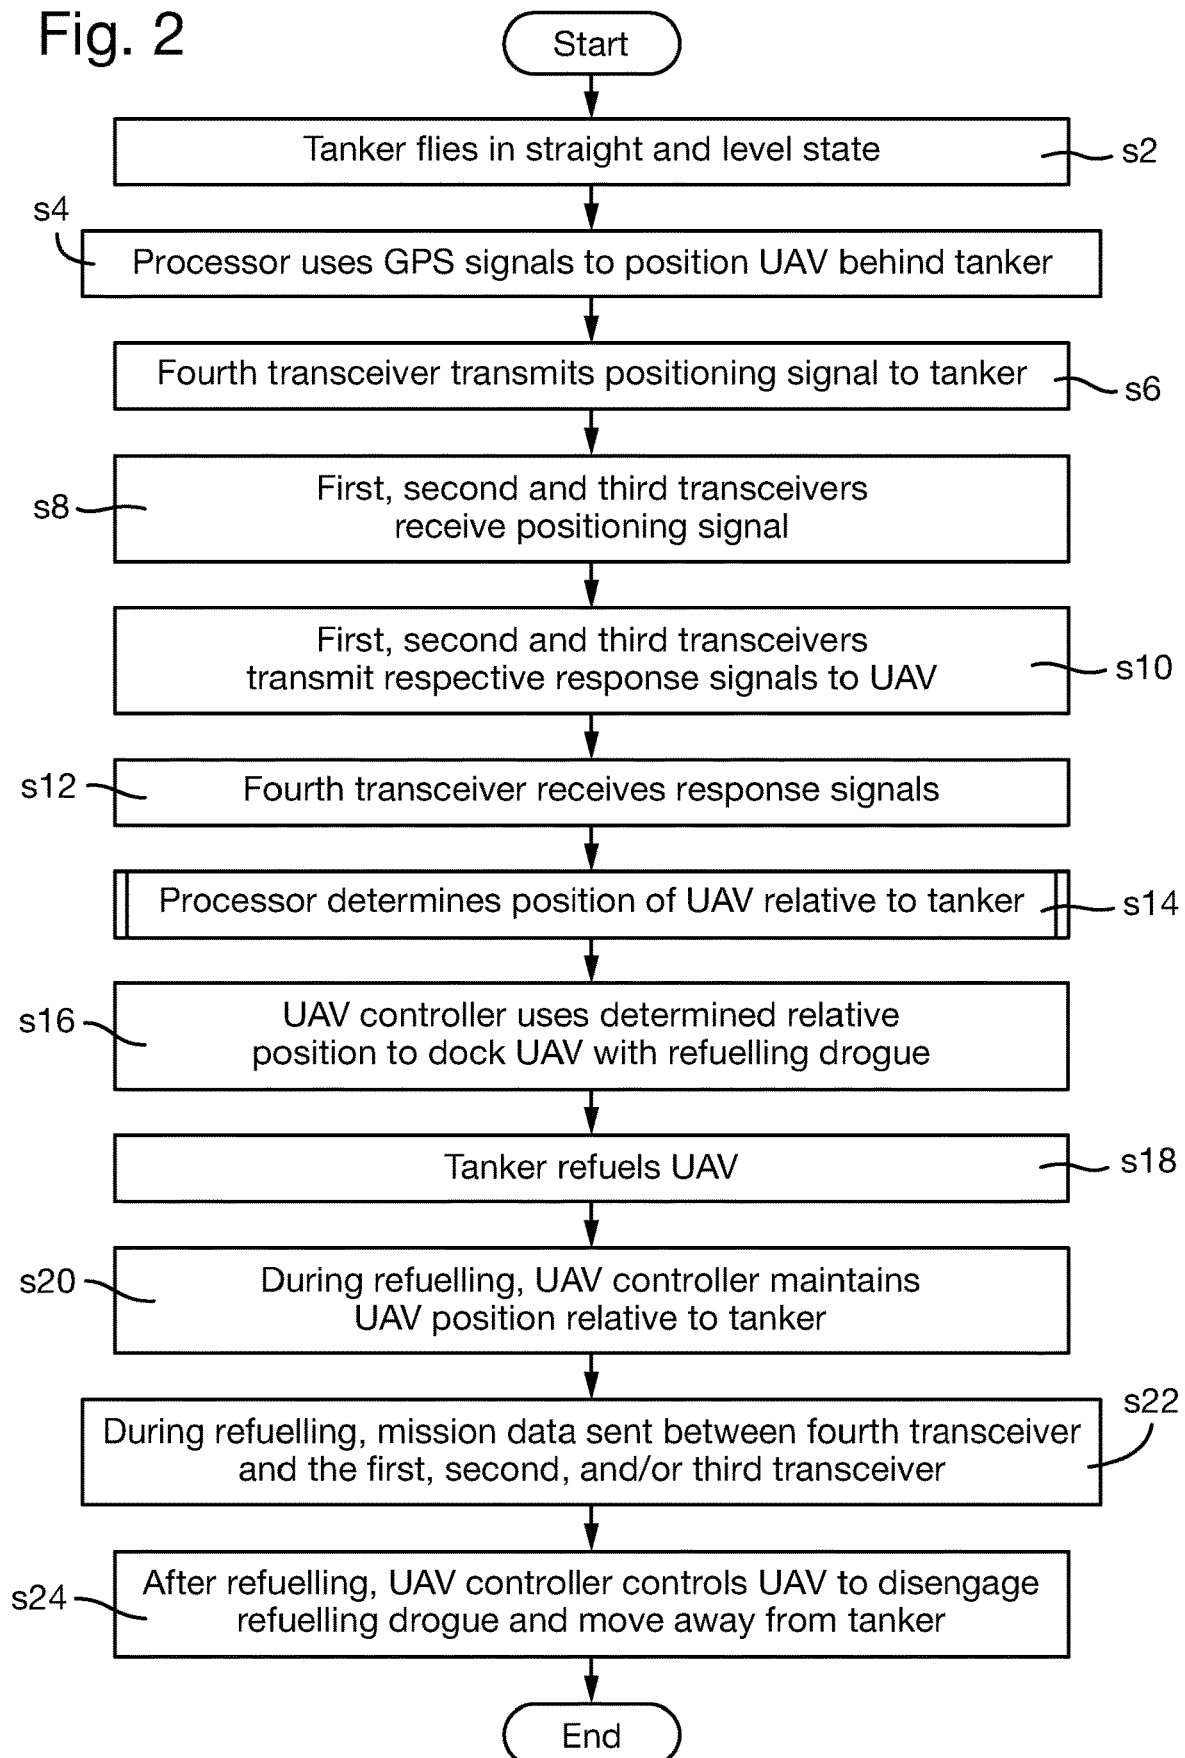 Fig. 2
Start
Tanker flies in straight and level state
s2
s4
Processor uses GPS signals to position UAV behind tanker
Fourth transceiver transmits positioning signal to tanker
s6
First, second and third transceivers
receive positioning signal
s8
First, second and third transceivers
transmit respective response signals to UAV
s10
s12
Fourth transceiver receives response signals
Processor determines position of UAV relative to tanker
s14
s16
UAV controller uses determined relative
position to dock UAV with refuelling drogue
Tanker refuels UAV
s18
s20
During refuelling, UAV controller maintains
UAV position relative to tanker
s22
During refuelling, mission data sent between fourth transceiver
and the first, second, and/or third transceiver
s24
After refuelling, UAV controller controls UAV to disengage
refuelling drogue and move away from tanker
End